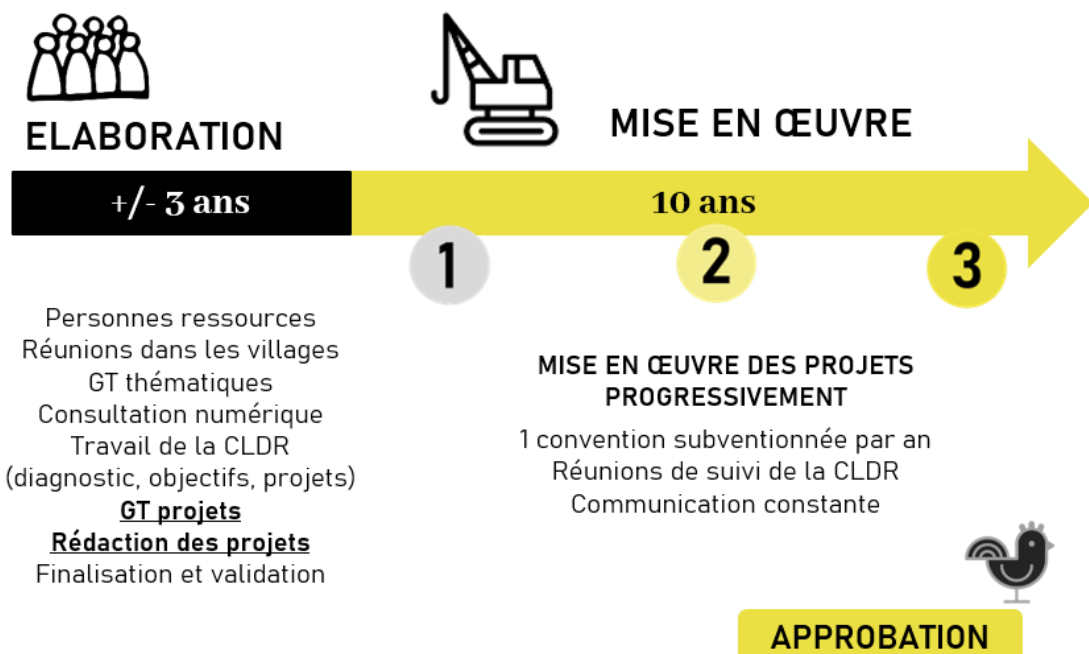 ELABORATION
MISE EN ŒUVRE
+/- 3 ans
10 ans
1
2
3
Personnes ressources
Réunions dans les villages
GT thématiques
Consultation numérique
Travail de la CLDR
(diagnostic, objectifs, projets)
GT projets
Rédaction des projets
Finalisation et validation
MISE EN ŒUVRE DES PROJETS
PROGRESSIVEMENT
1 convention subventionnée par an
Réunions de suivi de la CLDR
Communication constante
APPROBATION